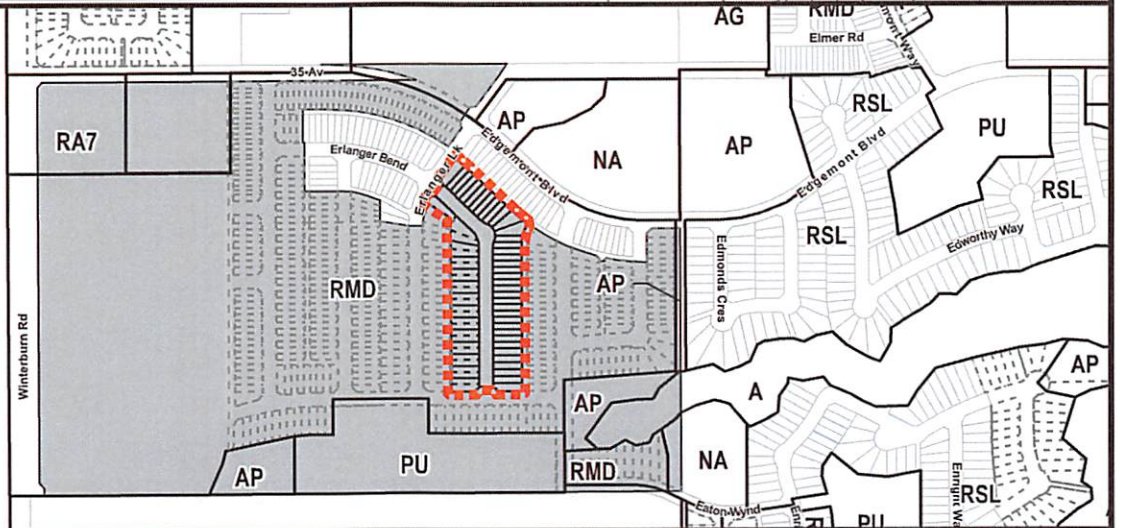 AG
RMD
Elmer Rd
35 Av
RSL
RA7
AP
Edgemont Blvd
NA
AP
PU
Erlanger Bend
Erlanger Lk
Edgemont Blvd
RSL
RSL
Edworthy Way
Edmonds Cres
RMD
AP
Winterburn Rd
AP
A
AP
AP
PU
RMD
NA
RSL
Eaton Wynd
PU